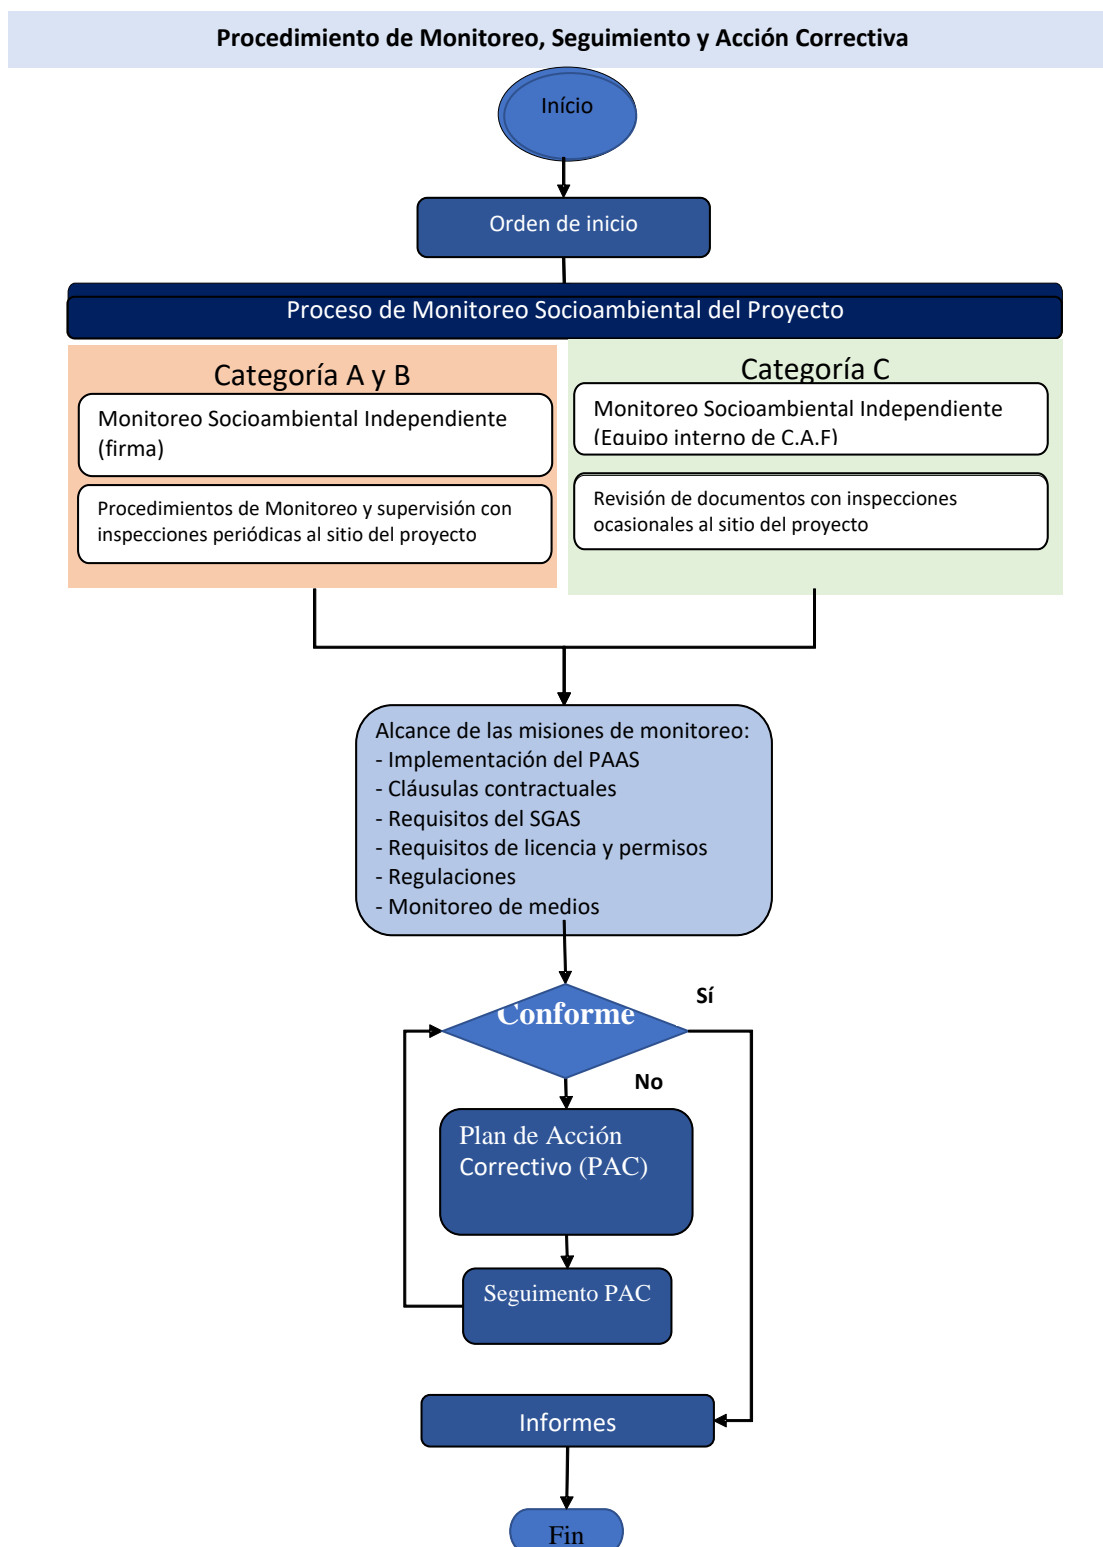 Procedimiento de Monitoreo, Seguimiento y Acción Correctiva
Início
Orden de inicio
Proceso de Monitoreo Socioambiental del Proyecto
Categoría A y B
Monitoreo Socioambiental Independiente
(firma)
Procedimientos de Monitoreo y supervisión con
inspecciones periódicas al sitio del proyecto
Categoría C
Monitoreo Socioambiental Independiente
(Equipo interno de C.A.F)
Revisión de documentos con inspecciones
ocasionales al sitio del proyecto
Alcance de las misiones de monitoreo:
- Implementación del PAAS
- Cláusulas contractuales
- Requisitos del SGAS
- Requisitos de licencia y permisos
- Regulaciones
- Monitoreo de medios
Conforme
Sí
No
Plan de Acción
Correctivo (PAC)
Seguimento PAC
Informes
Fin